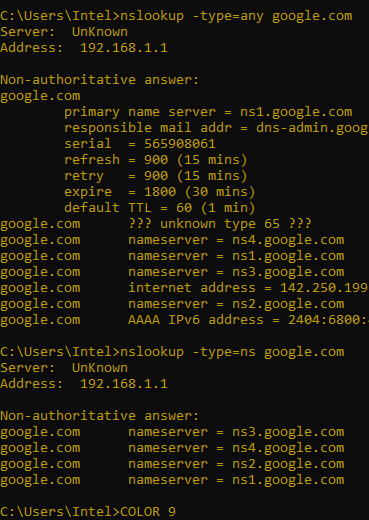 C:\Users\Intel>nslookup -type=any google.com
Server:  UnKnown
Address:  192.168.1.1

Non-authoritative answer:
google.com
        primary name server = ns1.google.com
        responsible mail addr = dns-admin.goog
        serial  = 565908061
        refresh = 900 (15 mins)
        retry   = 900 (15 mins)
        expire  = 1800 (30 mins)
        default TTL = 60 (1 min)
google.com      ??? unknown type 65 ???
google.com      nameserver = ns4.google.com
google.com      nameserver = ns1.google.com
google.com      nameserver = ns3.google.com
google.com      internet address = 142.250.199
google.com      nameserver = ns2.google.com
google.com      AAAA IPv6 address = 2404:6800:

C:\Users\Intel>nslookup -type=ns google.com
Server:  UnKnown
Address:  192.168.1.1

Non-authoritative answer:
google.com      nameserver = ns3.google.com
google.com      nameserver = ns4.google.com
google.com      nameserver = ns2.google.com
google.com      nameserver = ns1.google.com

C:\Users\Intel>COLOR 9